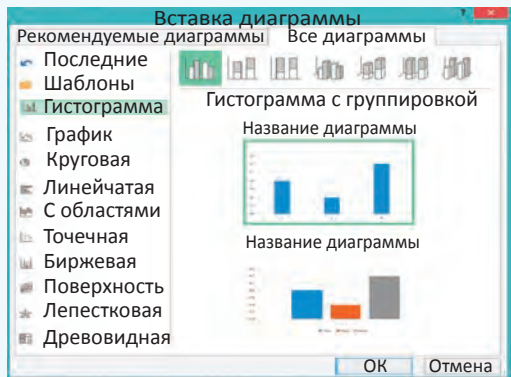 Вставка диаграммы
Рекомендуемые диаграммы Все диаграммы
Последние
Шаблоны
Гистограмма
График
Круговая
Линейчатая
С областями
Точечная
Биржевая
Поверхность
Лепестковая
Древовидная
Гистограмма с группировкой
Название диаграммы
Название диаграммы
ОК Отмена